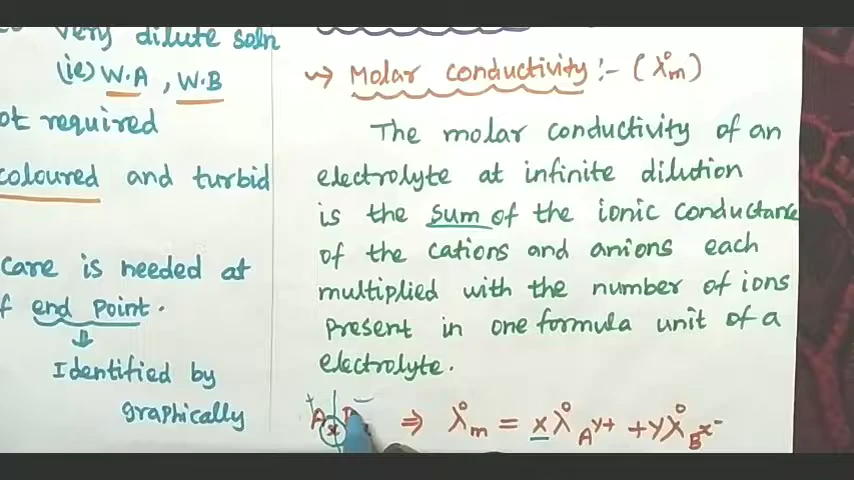 very dilute soln
(ie) W.A , W.B
ot required
coloured and turbid
care is needed at
f end point.
⇓
Identified by
graphically
⇝ Molar conductivity :- (λ°m)
The molar conductivity of an
electrolyte at infinite dilution
is the sum of the ionic conductance
of the cations and anions each
multiplied with the number of ions
present in one formula unit of a
electrolyte.
A x ⇒ λ°m = xλ°A^y+ + yλ°B^x-